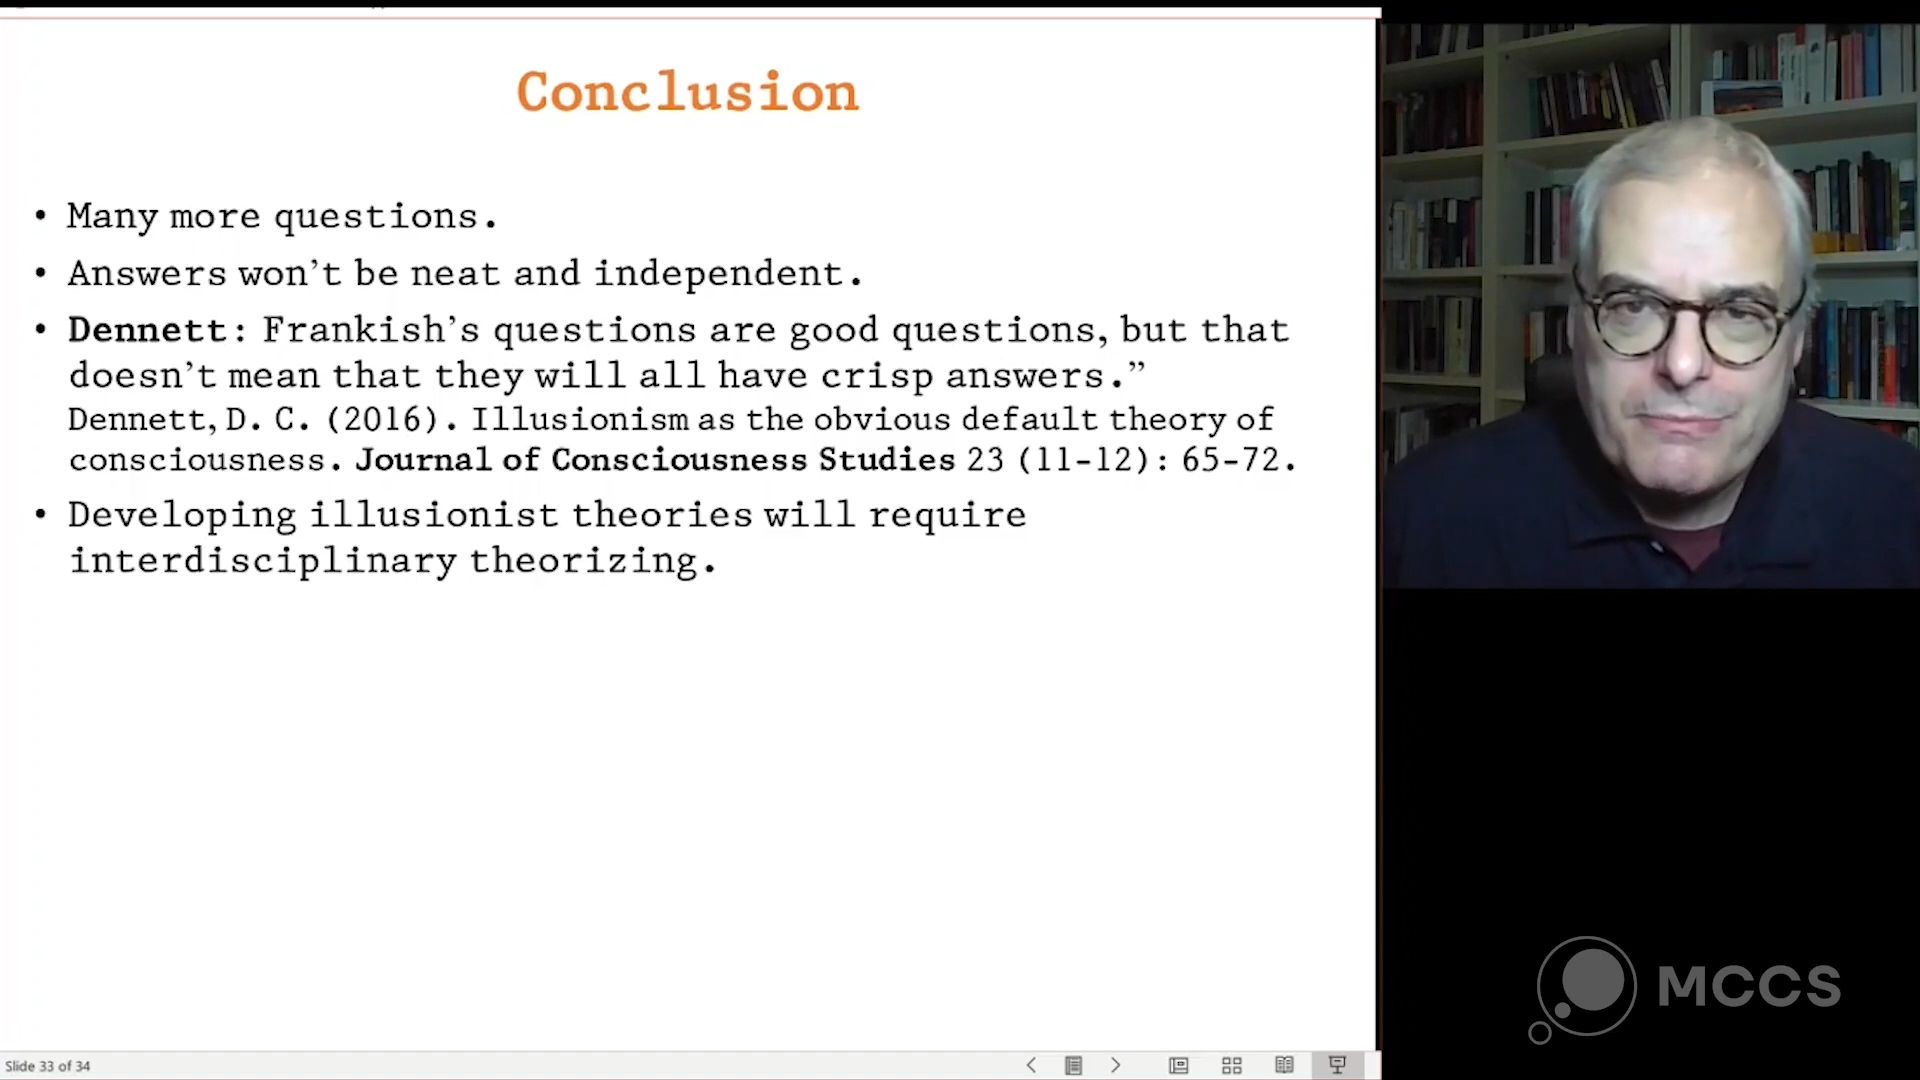 Conclusion
• Many more questions.
• Answers won’t be neat and independent.
• Dennett: Frankish’s questions are good questions, but that
doesn’t mean that they will all have crisp answers.”
Dennett, D. C. (2016). Illusionism as the obvious default theory of
consciousness. Journal of Consciousness Studies 23 (11-12): 65-72.
• Developing illusionist theories will require
interdisciplinary theorizing.
MCCS
Slide 33 of 34